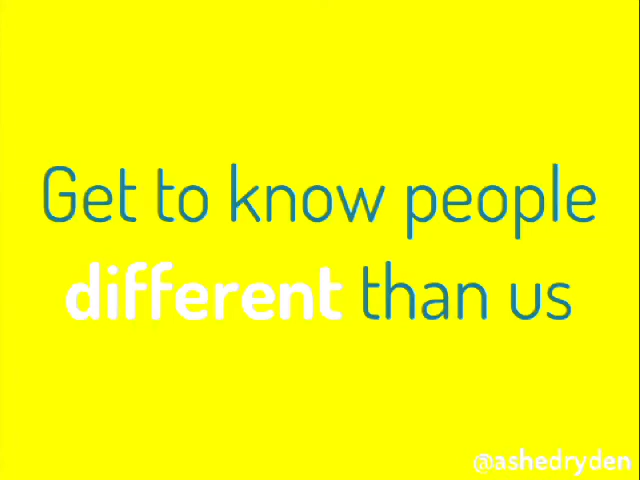 Get to know people
different than us
@ashedryden